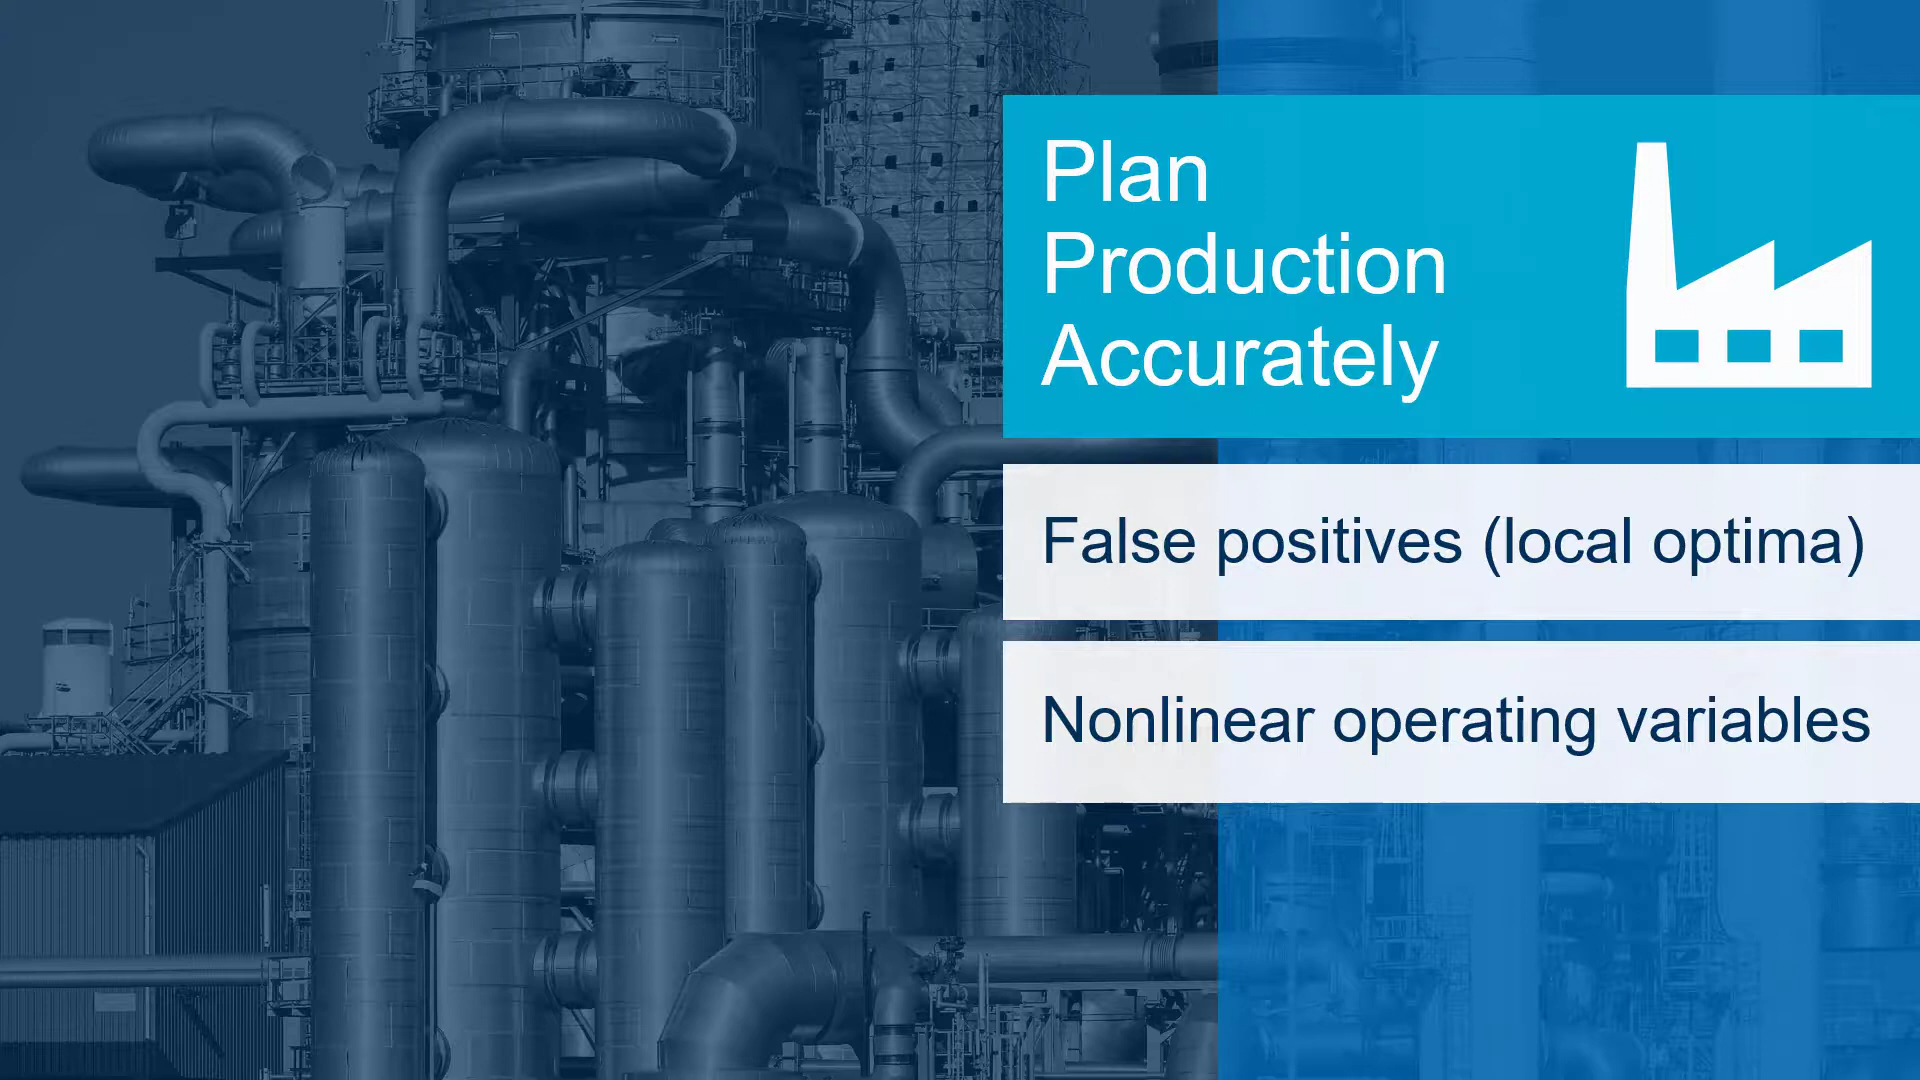 Plan
Production
Accurately
False positives (local optima)
Nonlinear operating variables